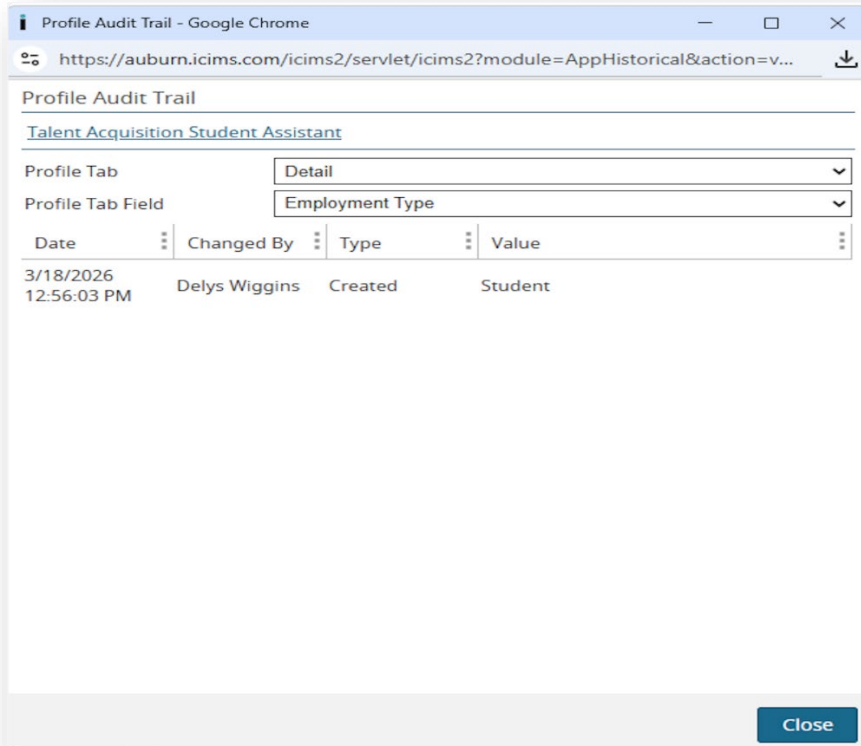 Profile Audit Trail - Google Chrome
https://auburn.icims.com/icims2/servlet/icims2?module=AppHistorical&action=v...
Profile Audit Trail
Talent Acquisition Student Assistant
Profile Tab Detail
Profile Tab Field Employment Type
Date Changed By Type Value
3/18/2026
12:56:03 PM Delys Wiggins Created Student
Close